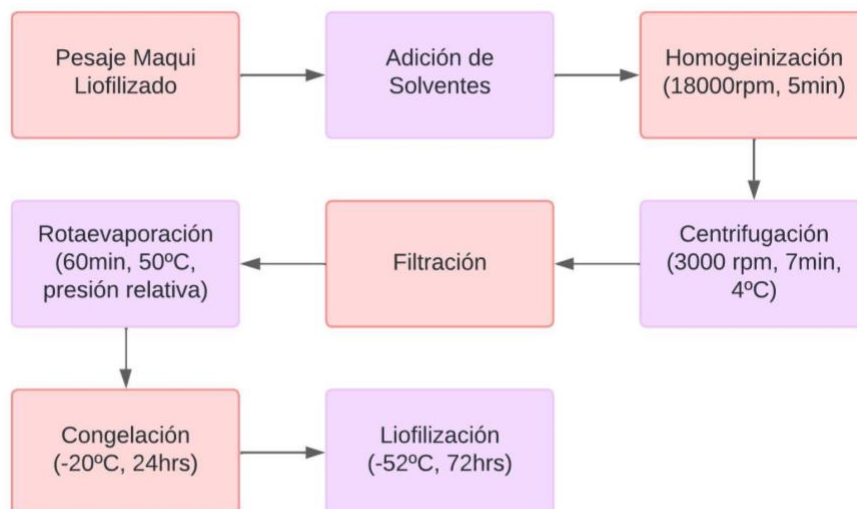 Pesaje Maqui
Liofilizado
Adición de
Solventes
Homogeinización
(18000rpm, 5min)
Centrifugación
(3000 rpm, 7min,
4ºC)
Filtración
Rotaevaporación
(60min, 50ºC,
presión relativa)
Congelación
(-20ºC, 24hrs)
Liofilización
(-52ºC, 72hrs)